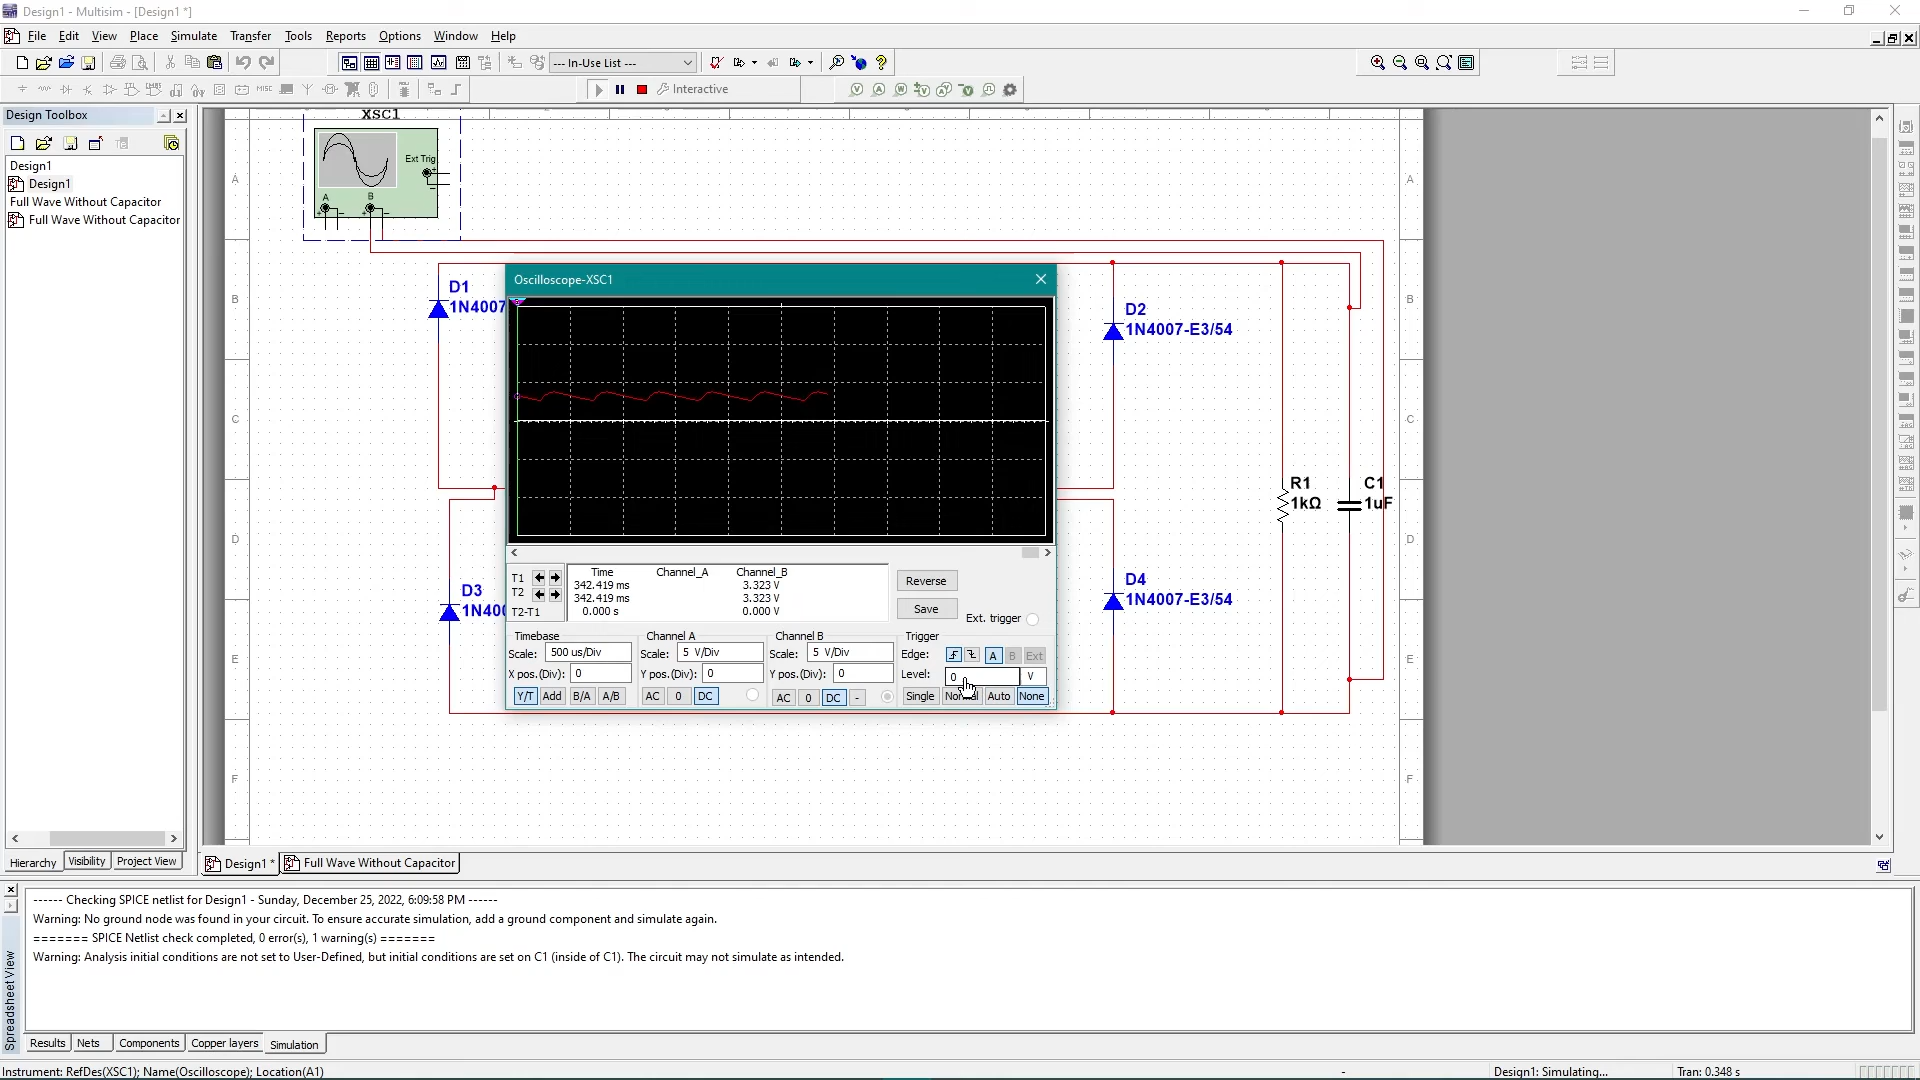 Design1 - Multisim - [Design1 *]
File Edit View Place Simulate Transfer Tools Reports Options Window Help
--- In-Use List ---
Interactive
Design Toolbox
Design1
Design1
Full Wave Without Capacitor
Full Wave Without Capacitor
Hierarchy Visibility Project View
XSC1
Ext Trig
A B
D1
1N4007
D2
1N4007-E3/54
D3
1N400
D4
1N4007-E3/54
R1
1kΩ
C1
1uF
A
B
C
D
E
F
A
B
C
D
E
F
Oscilloscope-XSC1
Time Channel_A Channel_B
T1 342.419 ms 3.323 V
T2 342.419 ms 3.323 V
T2-T1 0.000 s 0.000 V
Reverse
Save
Ext. trigger
Timebase Channel A Channel B Trigger
Scale: 500 us/Div Scale: 5 V/Div Scale: 5 V/Div Edge: A B Ext
X pos.(Div): 0 Y pos.(Div): 0 Y pos.(Div): 0 Level: 0 V
Y/T Add B/A A/B AC 0 DC AC 0 DC - Single Normal Auto None
Design1 * Full Wave Without Capacitor
------ Checking SPICE netlist for Design1 - Sunday, December 25, 2022, 6:09:58 PM ------
Warning: No ground node was found in your circuit. To ensure accurate simulation, add a ground component and simulate again.
======= SPICE Netlist check completed, 0 error(s), 1 warning(s) =======
Warning: Analysis initial conditions are not set to User-Defined, but initial conditions are set on C1 (inside of C1). The circuit may not simulate as intended.
Spreadsheet View
Results Nets Components Copper layers Simulation
Instrument: RefDes(XSC1); Name(Oscilloscope); Location(A1) - Design1: Simulating... Tran: 0.348 s